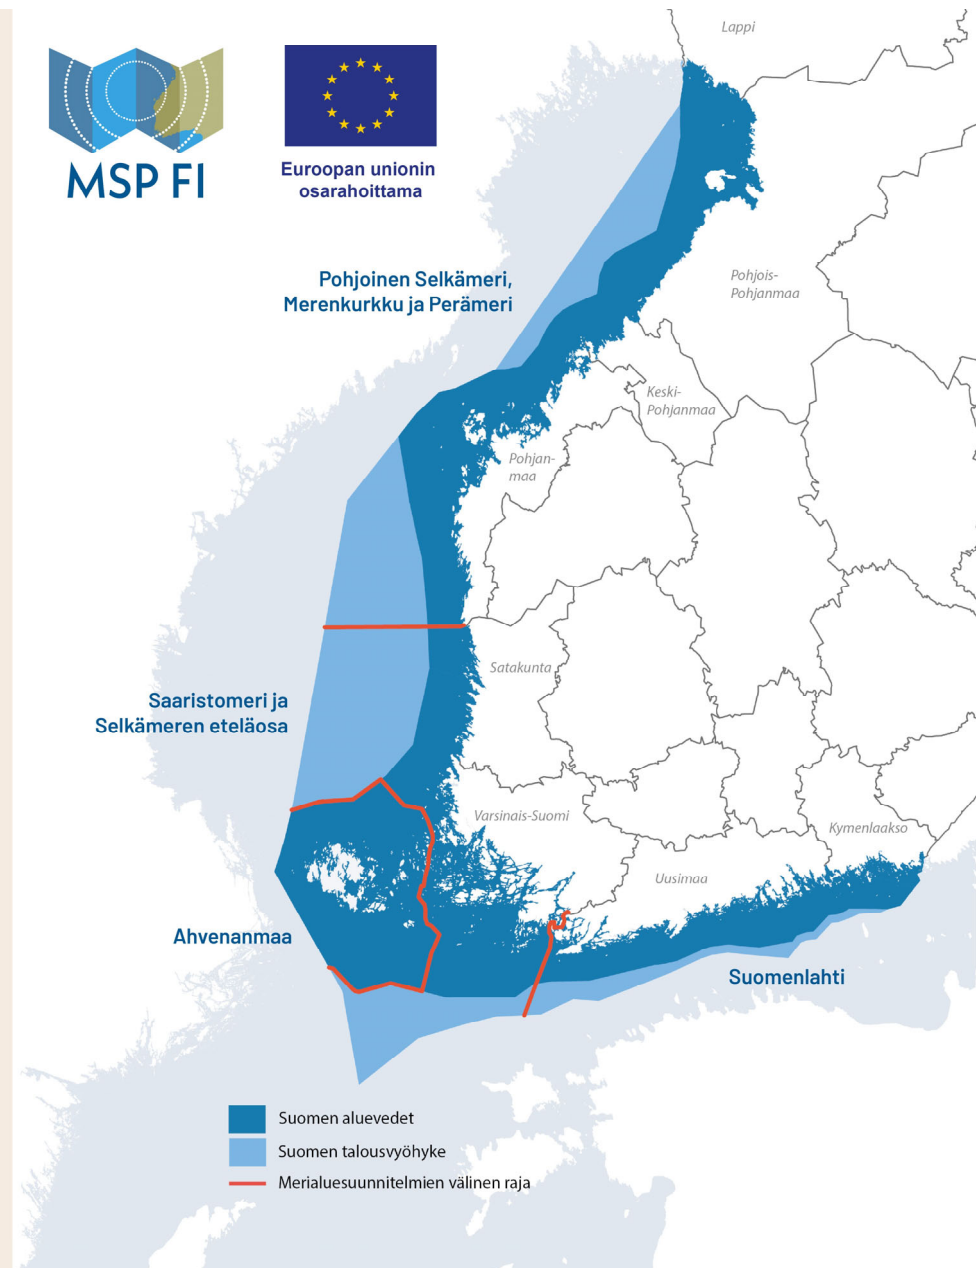 Lappi
MSP FI
Euroopan unionin
osarahoittama
Pohjoinen Selkämeri,
Merenkurkku ja Perämeri
Pohjois-
Pohjanmaa
Keski-
Pohjanmaa
Pohjan-
maa
Satakunta
Saaristomeri ja
Selkämeren eteläosa
Varsinais-Suomi
Kymenlaakso
Uusimaa
Ahvenanmaa
Suomenlahti
Suomen aluevedet
Suomen talousvyöhyke
Merialuesuunnitelmien välinen raja